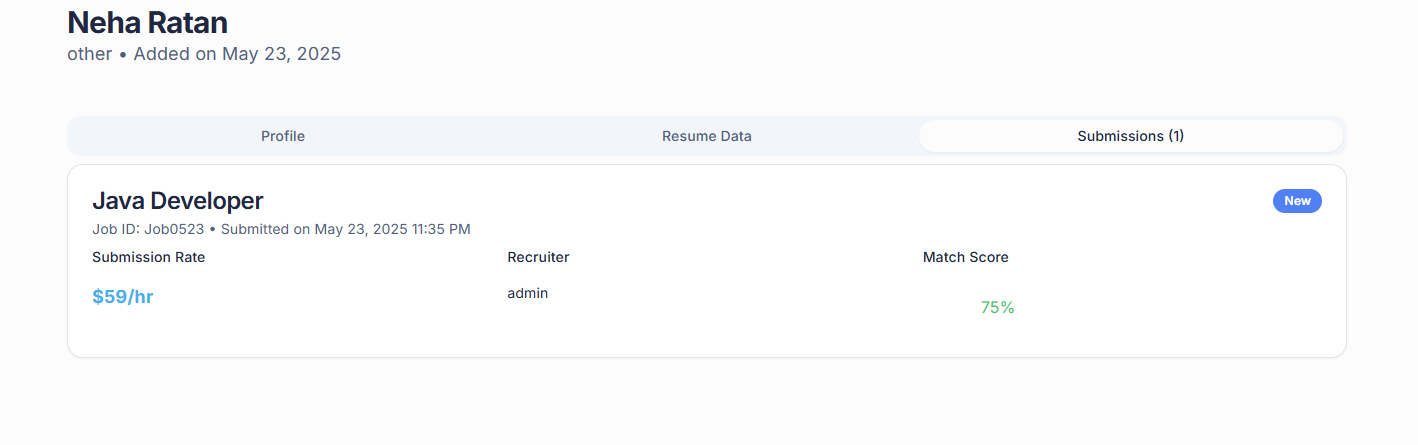 Neha Ratan
other • Added on May 23, 2025
Profile Resume Data Submissions (1)
Java Developer
New
Job ID: Job0523 • Submitted on May 23, 2025 11:35 PM
Submission Rate Recruiter Match Score
$59/hr admin 75%